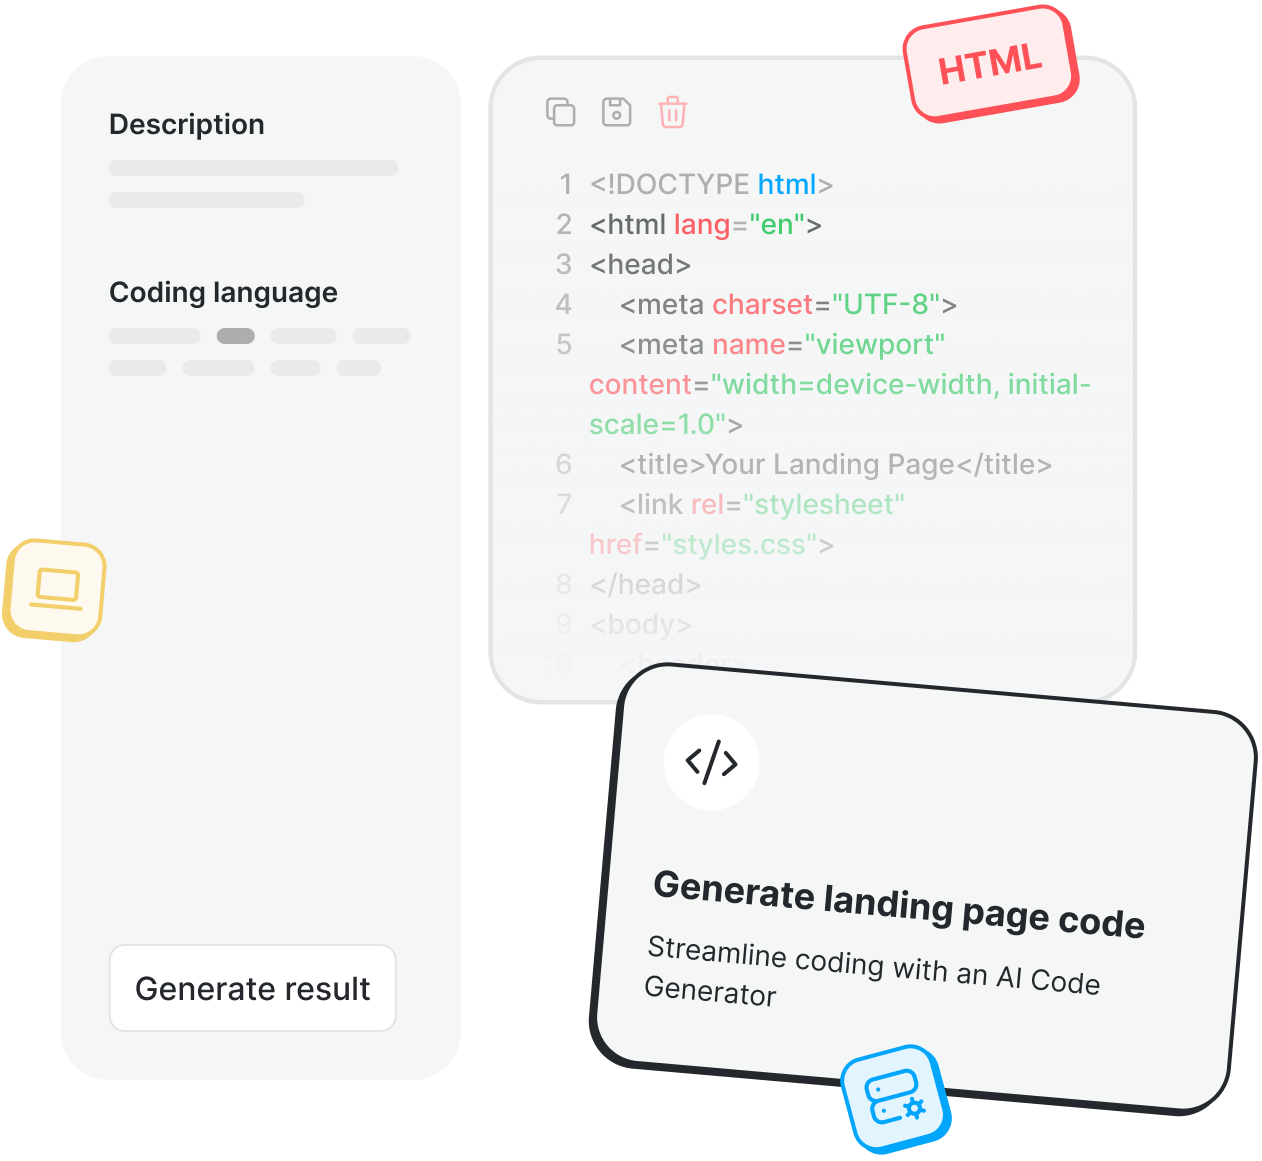 Description
Coding language
Generate result
HTML
1 <!DOCTYPE html>
2 <html lang="en">
3 <head>
4 <meta charset="UTF-8">
5 <meta name="viewport"
content="width=device-width, initial-
scale=1.0">
6 <title>Your Landing Page</title>
7 <link rel="stylesheet"
href="styles.css">
8 </head>
9 <body>
10 <header>
Generate landing page code
Streamline coding with an AI Code
Generator